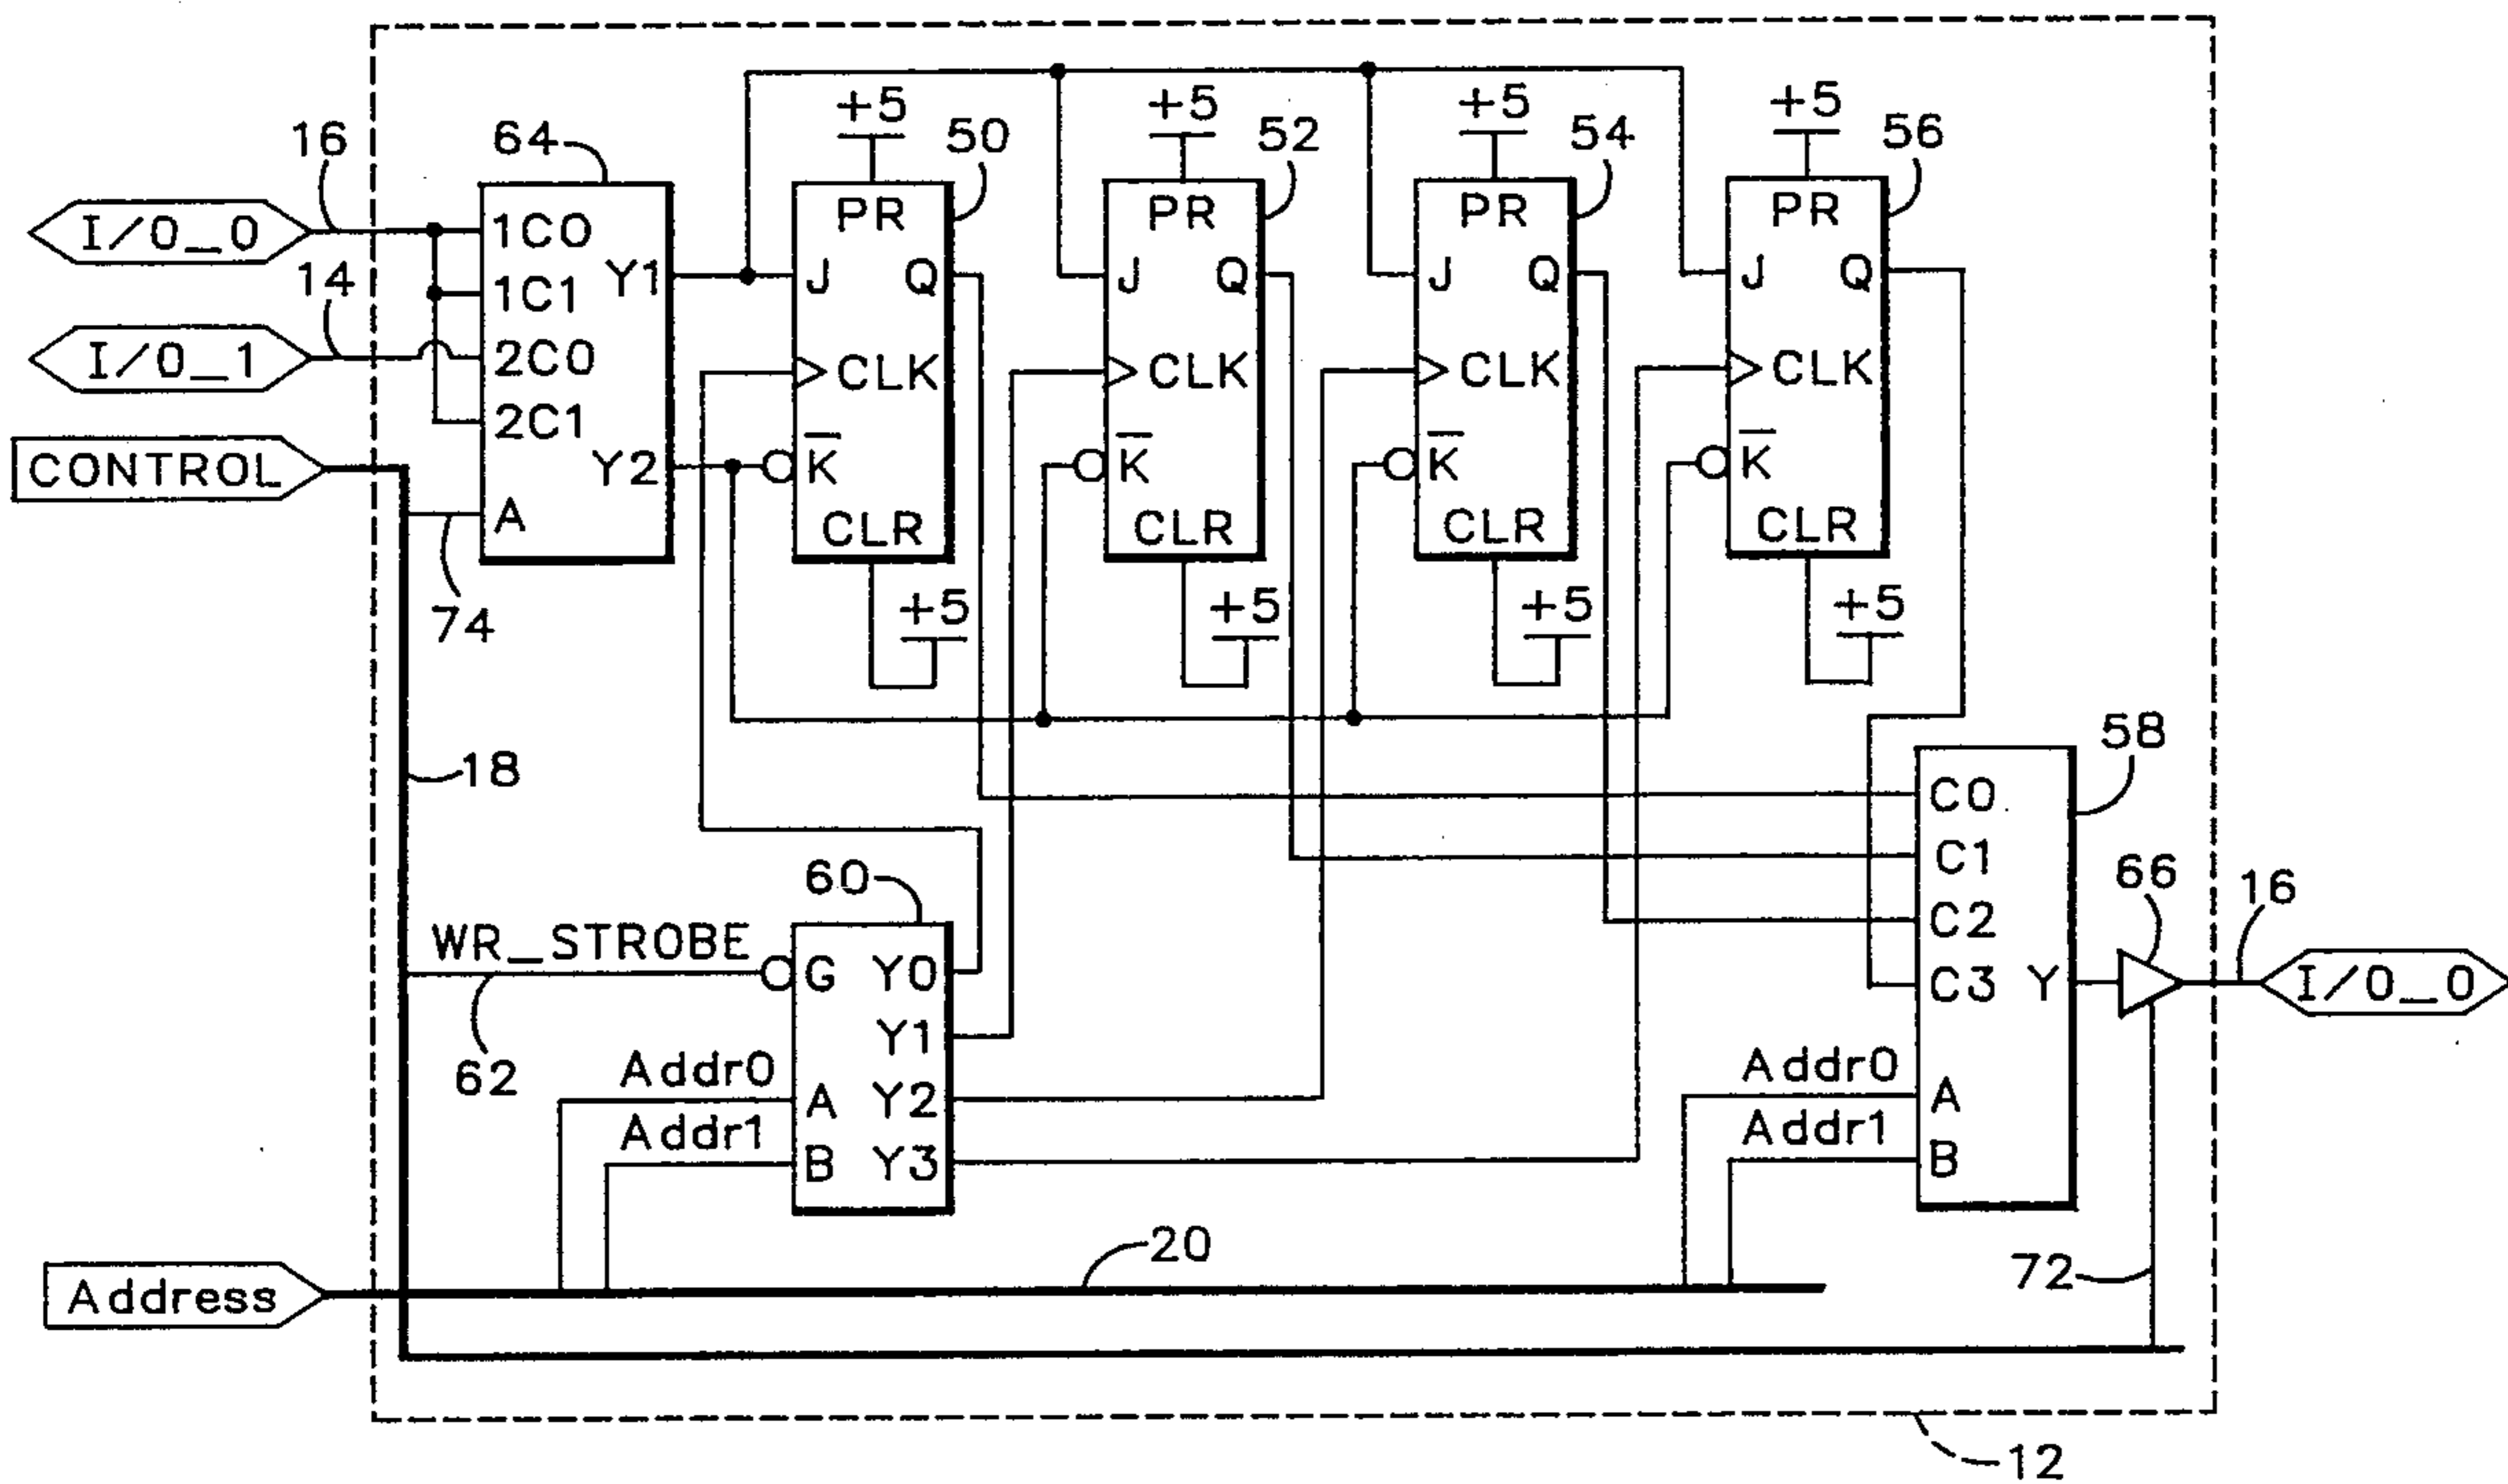 16
I/O_0
14
I/O_1
CONTROL
64
1C0
1C1
2C0
2C1
Y1
Y2
A
74
+5
50
PR
J
Q
CLK
K̅
CLR
+5
+5
52
PR
J
Q
CLK
K̅
CLR
+5
+5
54
PR
J
Q
CLK
K̅
CLR
+5
+5
56
PR
J
Q
CLK
K̅
CLR
+5
18
58
C0
C1
C2
C3
Y
A
B
66
16
I/O_0
60
WR_STROBE
62
G
Y0
Y1
Addr0
A
Y2
Addr1
B
Y3
Addr0
Addr1
20
72
Address
12